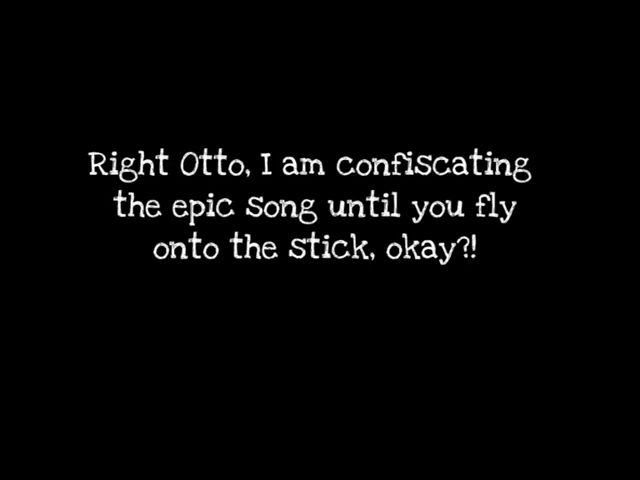 Right Otto, I am confiscating
the epic song until you fly
onto the stick, okay?!